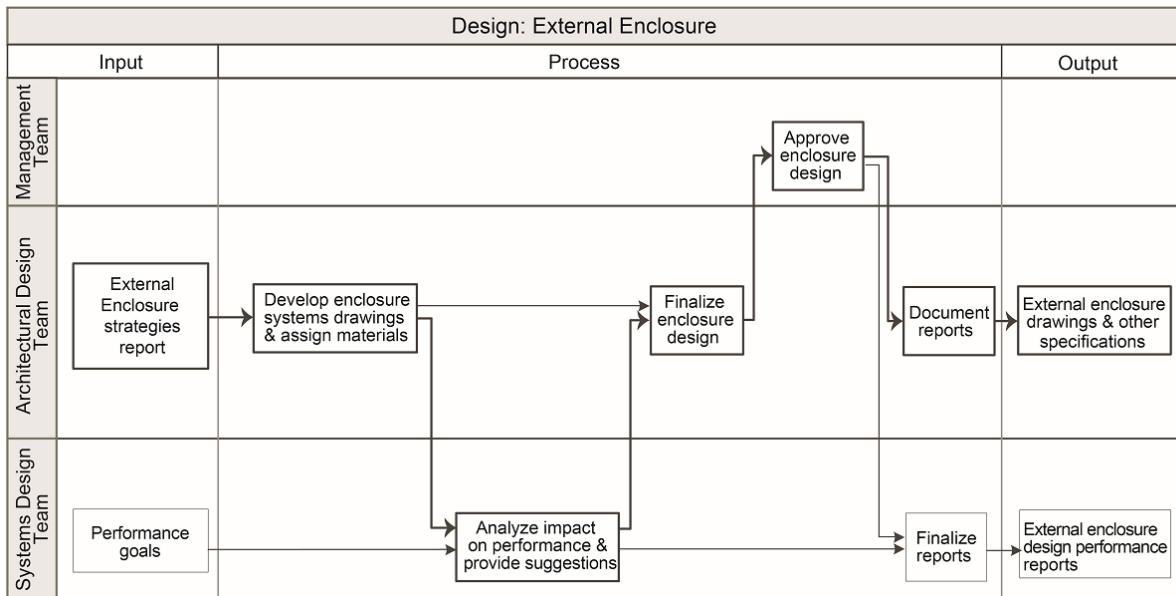 Design: External Enclosure
Input
Process
Output
Management
Team
Approve
enclosure
design
Architectural Design
Team
External
Enclosure
strategies
report
Develop enclosure
systems drawings
& assign materials
Finalize
enclosure
design
Document
reports
External enclosure
drawings & other
specifications
Systems Design
Team
Performance
goals
Analyze impact
on performance &
provide suggestions
Finalize
reports
External enclosure
design performance
reports